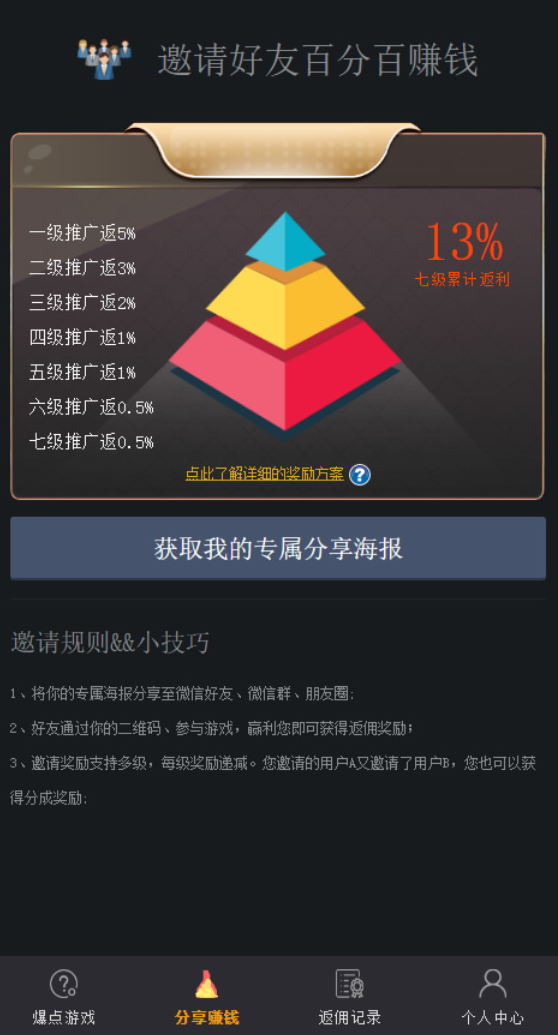 邀请好友百分百赚钱
一级推广返5%
二级推广返3%
三级推广返2%
四级推广返1%
五级推广返1%
六级推广返0.5%
七级推广返0.5%
13%
七级累计返利
点此了解详细的奖励方案 ?
获取我的专属分享海报
邀请规则&&小技巧
1、将你的专属海报分享至微信好友、微信群、朋友圈;
2、好友通过你的二维码、参与游戏，赢利您即可获得返佣奖励；
3、邀请奖励支持多级，每级奖励递减。您邀请的用户A又邀请了用户B，您也可以获
得分成奖励;
爆点游戏
分享赚钱
返佣记录
个人中心